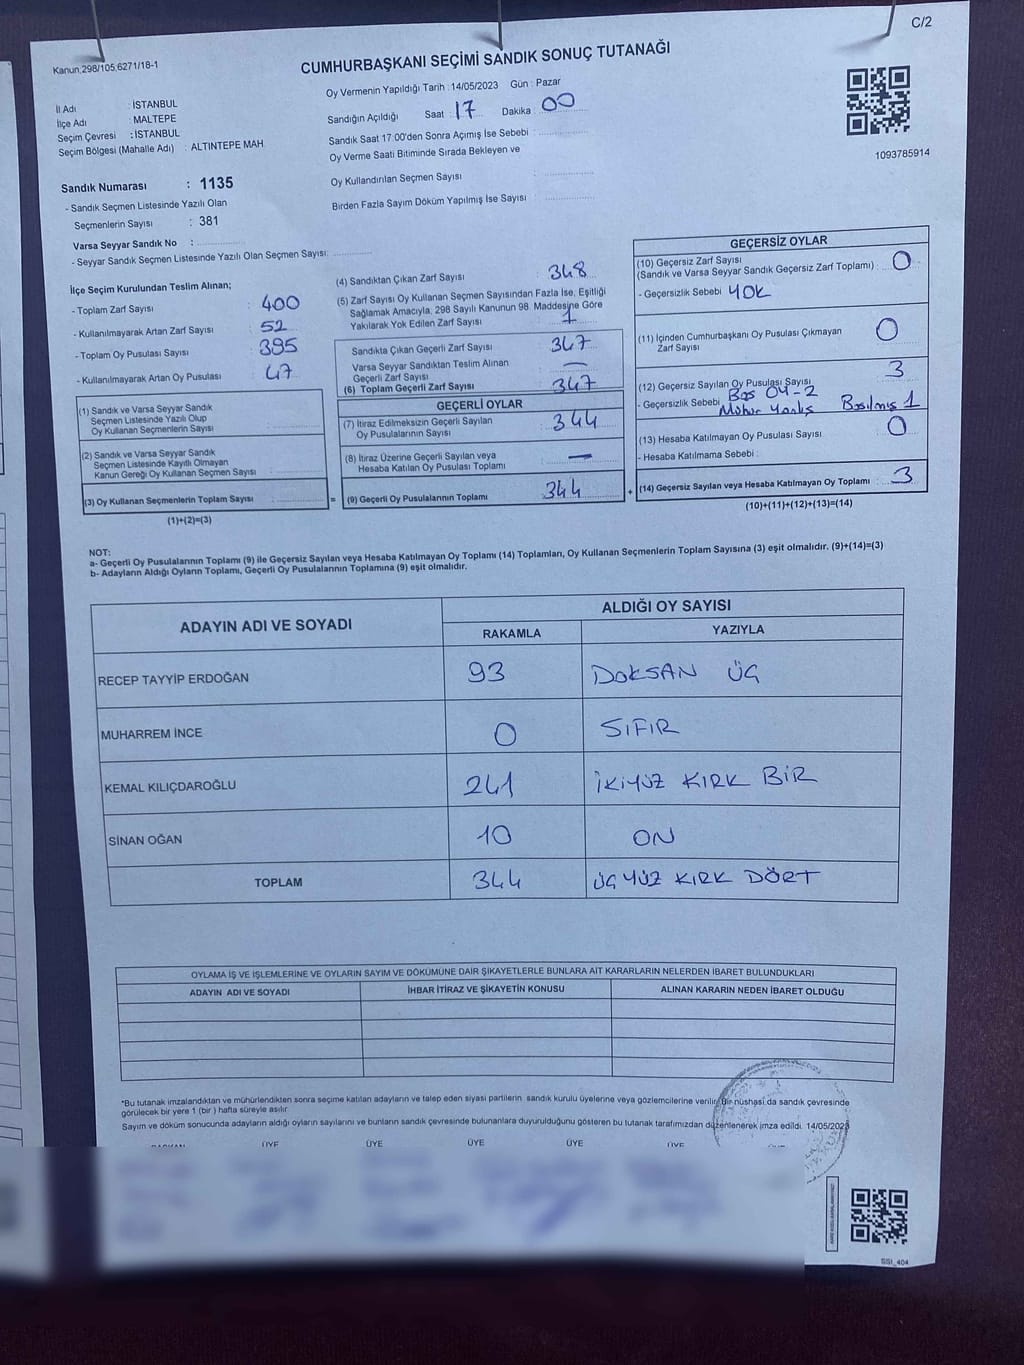 C/2
Kanun,298/105,6271/18-1
CUMHURBAŞKANI SEÇİMİ SANDIK SONUÇ TUTANAĞI
Oy Vermenin Yapıldığı Tarih : 14/05/2023 Gün : Pazar
İl Adı : İSTANBUL
İlçe Adı : MALTEPE
Seçim Çevresi : İSTANBUL
Seçim Bölgesi (Mahalle Adı) : ALTINTEPE MAH
Sandığın Açıldığı Saat : 17 Dakika : 00
Sandık Saat 17:00'den Sonra Açımış İse Sebebi :
Oy Verme Saati Bitiminde Sırada Bekleyen ve
Oy Kullandırılan Seçmen Sayısı :
Birden Fazla Sayım Döküm Yapılmış İse Sayısı :
1093785914
Sandık Numarası : 1135
- Sandık Seçmen Listesinde Yazılı Olan
Seçmenlerin Sayısı : 381
Varsa Seyyar Sandık No :
- Seyyar Sandık Seçmen Listesinde Yazılı Olan Seçmen Sayısı:
İlçe Seçim Kurulundan Teslim Alınan;
- Toplam Zarf Sayısı : 400
- Kullanılmayarak Artan Zarf Sayısı : 52
- Toplam Oy Pusulası Sayısı : 395
- Kullanılmayarak Artan Oy Pusulası : 47
(1) Sandık ve Varsa Seyyar Sandık
Seçmen Listesinde Yazılı Olup
Oy Kullanan Seçmenlerin Sayısı :
(2) Sandık ve Varsa Seyyar Sandık
Seçmen Listesinde Kayıtlı Olmayan
Kanun Gereği Oy Kullanan Seçmen Sayısı :
(3) Oy Kullanan Seçmenlerin Toplam Sayısı : =
(1)+(2)=(3)
(4) Sandıktan Çıkan Zarf Sayısı : 348
(5) Zarf Sayısı Oy Kullanan Seçmen Sayısından Fazla İse, Eşitliği
Sağlamak Amacıyla, 298 Sayılı Kanunun 98. Maddesine Göre
Yakılarak Yok Edilen Zarf Sayısı : 1
Sandıkta Çıkan Geçerli Zarf Sayısı : 347
Varsa Seyyar Sandıktan Teslim Alınan
Geçerli Zarf Sayısı : —
(6) Toplam Geçerli Zarf Sayısı : 347
GEÇERLİ OYLAR
(7) İtiraz Edilmeksizin Geçerli Sayılan
Oy Pusulalarının Sayısı : 344
(8) İtiraz Üzerine Geçerli Sayılan veya
Hesaba Katılan Oy Pusulası Toplamı : —
(9) Geçerli Oy Pusulalarının Toplamı : 344 +
GEÇERSİZ OYLAR
(10) Geçersiz Zarf Sayısı
(Sandık ve Varsa Seyyar Sandık Geçersiz Zarf Toplamı) : 0
- Geçersizlik Sebebi : YOK
(11) İçinden Cumhurbaşkanı Oy Pusulası Çıkmayan
Zarf Sayısı : 0
(12) Geçersiz Sayılan Oy Pusulası Sayısı : 3
- Geçersizlik Sebebi : Boş OY - 2
Mühür Yanlış Basılmış 1
(13) Hesaba Katılmayan Oy Pusulası Sayısı : 0
- Hesaba Katılmama Sebebi :
(14) Geçersiz Sayılan veya Hesaba Katılmayan Oy Toplamı : 3
(10)+(11)+(12)+(13)=(14)
NOT:
a- Geçerli Oy Pusulalarının Toplamı (9) ile Geçersiz Sayılan veya Hesaba Katılmayan Oy Toplamı (14) Toplamları, Oy Kullanan Seçmenlerin Toplam Sayısına (3) eşit olmalıdır. (9)+(14)=(3)
b- Adayların Aldığı Oyların Toplamı, Geçerli Oy Pusulalarının Toplamına (9) eşit olmalıdır.
ADAYIN ADI VE SOYADI
ALDIĞI OY SAYISI
RAKAMLA YAZIYLA
RECEP TAYYİP ERDOĞAN 93 DOKSAN ÜÇ
MUHARREM İNCE 0 SIFIR
KEMAL KILIÇDAROĞLU 241 İKİYÜZ KIRK BİR
SİNAN OĞAN 10 ON
TOPLAM 344 ÜÇYÜZ KIRK DÖRT
OYLAMA İŞ VE İŞLEMLERİNE VE OYLARIN SAYIM VE DÖKÜMÜNE DAİR ŞİKAYETLERLE BUNLARA AİT KARARLARIN NELERDEN İBARET BULUNDUKLARI
ADAYIN ADI VE SOYADI İHBAR İTİRAZ VE ŞİKAYETİN KONUSU ALINAN KARARIN NEDEN İBARET OLDUĞU
*Bu tutanak imzalandıktan ve mühürlendikten sonra seçime katılan adayların ve talep eden siyasi partilerin sandık kurulu üyelerine veya gözlemcilerine verilir. Bir nüshası da sandık çevresinde
görülecek bir yere 1 (bir ) hafta süreyle asılır.
Sayım ve döküm sonucunda adayların aldığı oyların sayılarını ve bunların sandık çevresinde bulunanlara duyurulduğunu gösteren bu tutanak tarafımızdan düzenlenerek imza edildi. 14/05/2023
BAŞKAN ÜYE ÜYE ÜYE ÜYE ÜYE
SSI_404